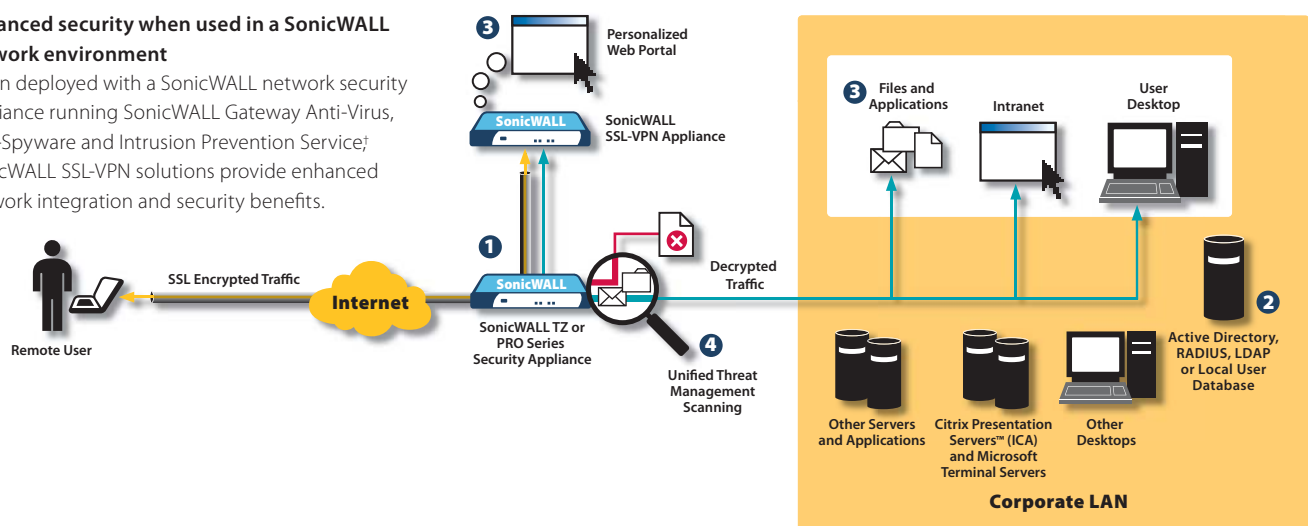 anced security when used in a SonicWALL
work environment
n deployed with a SonicWALL network security
iance running SonicWALL Gateway Anti-Virus,
-Spyware and Intrusion Prevention Service,†
icWALL SSL-VPN solutions provide enhanced
work integration and security benefits.
3
Personalized
Web Portal
SonicWALL
SonicWALL
SSL-VPN Appliance
3
Files and
Applications
Intranet
User
Desktop
1
SSL Encrypted Traffic
Internet
SonicWALL
Decrypted
Traffic
Remote User
SonicWALL TZ or
PRO Series
Security Appliance
4
Unified Threat
Management
Scanning
2
Active Directory,
RADIUS, LDAP
or Local User
Database
Other Servers
and Applications
Citrix Presentation
Servers™ (ICA)
and Microsoft
Terminal Servers
Other
Desktops
Corporate LAN